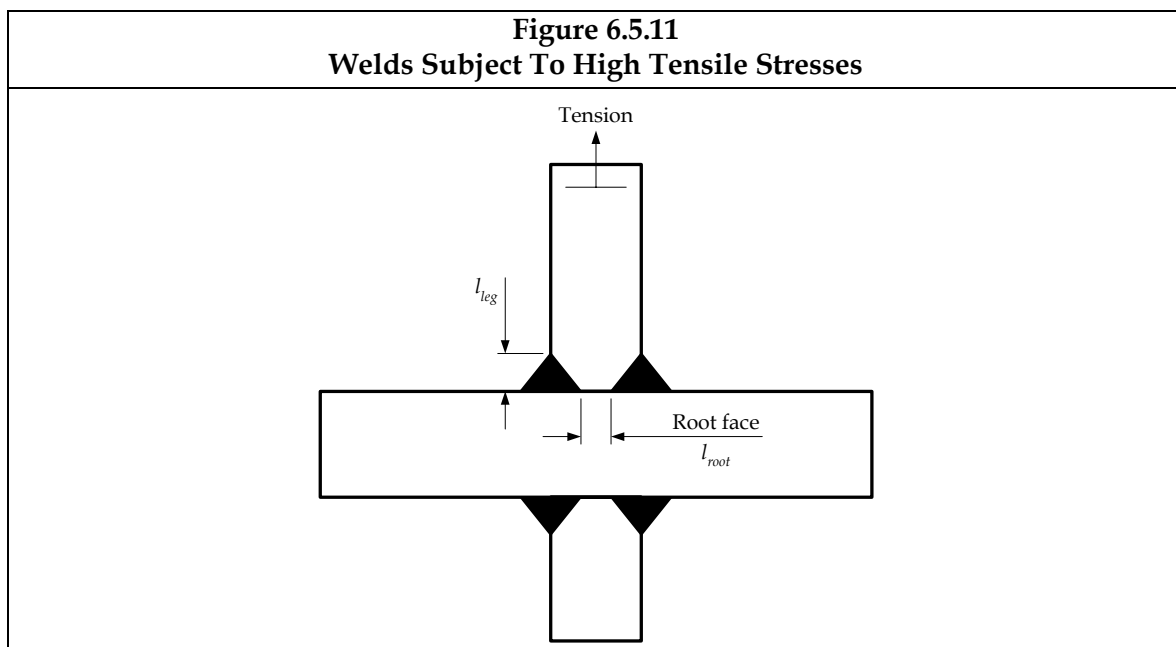 Figure 6.5.11
Welds Subject To High Tensile Stresses
Tension
l_leg
Root face
l_root